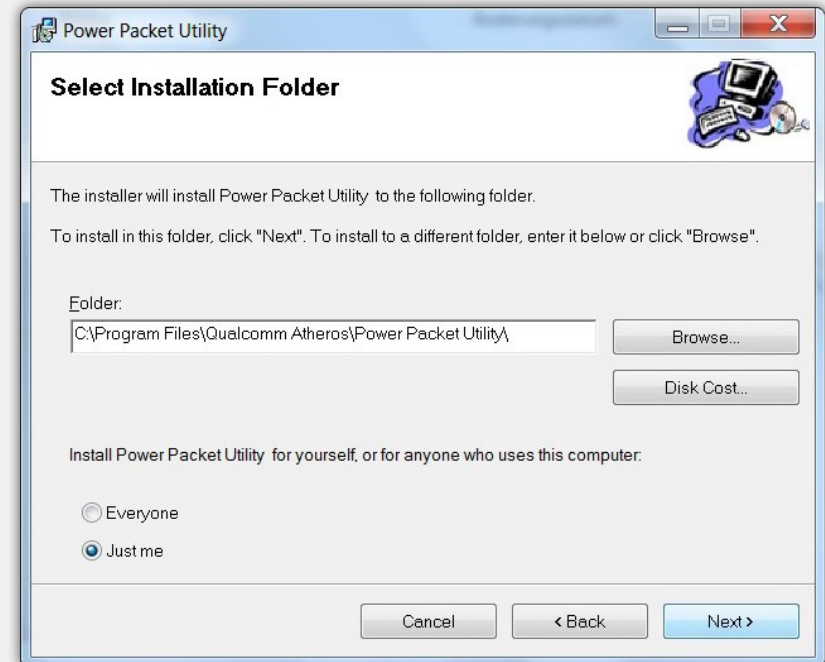 Änderungsdatum
Power Packet Utility
Select Installation Folder
The installer will install Power Packet Utility to the following folder.
To install in this folder, click "Next". To install to a different folder, enter it below or click "Browse".
Folder:
C:\Program Files\Qualcomm Atheros\Power Packet Utility\
Browse...
Disk Cost...
Install Power Packet Utility for yourself, or for anyone who uses this computer:
Everyone
Just me
Cancel
< Back
Next >